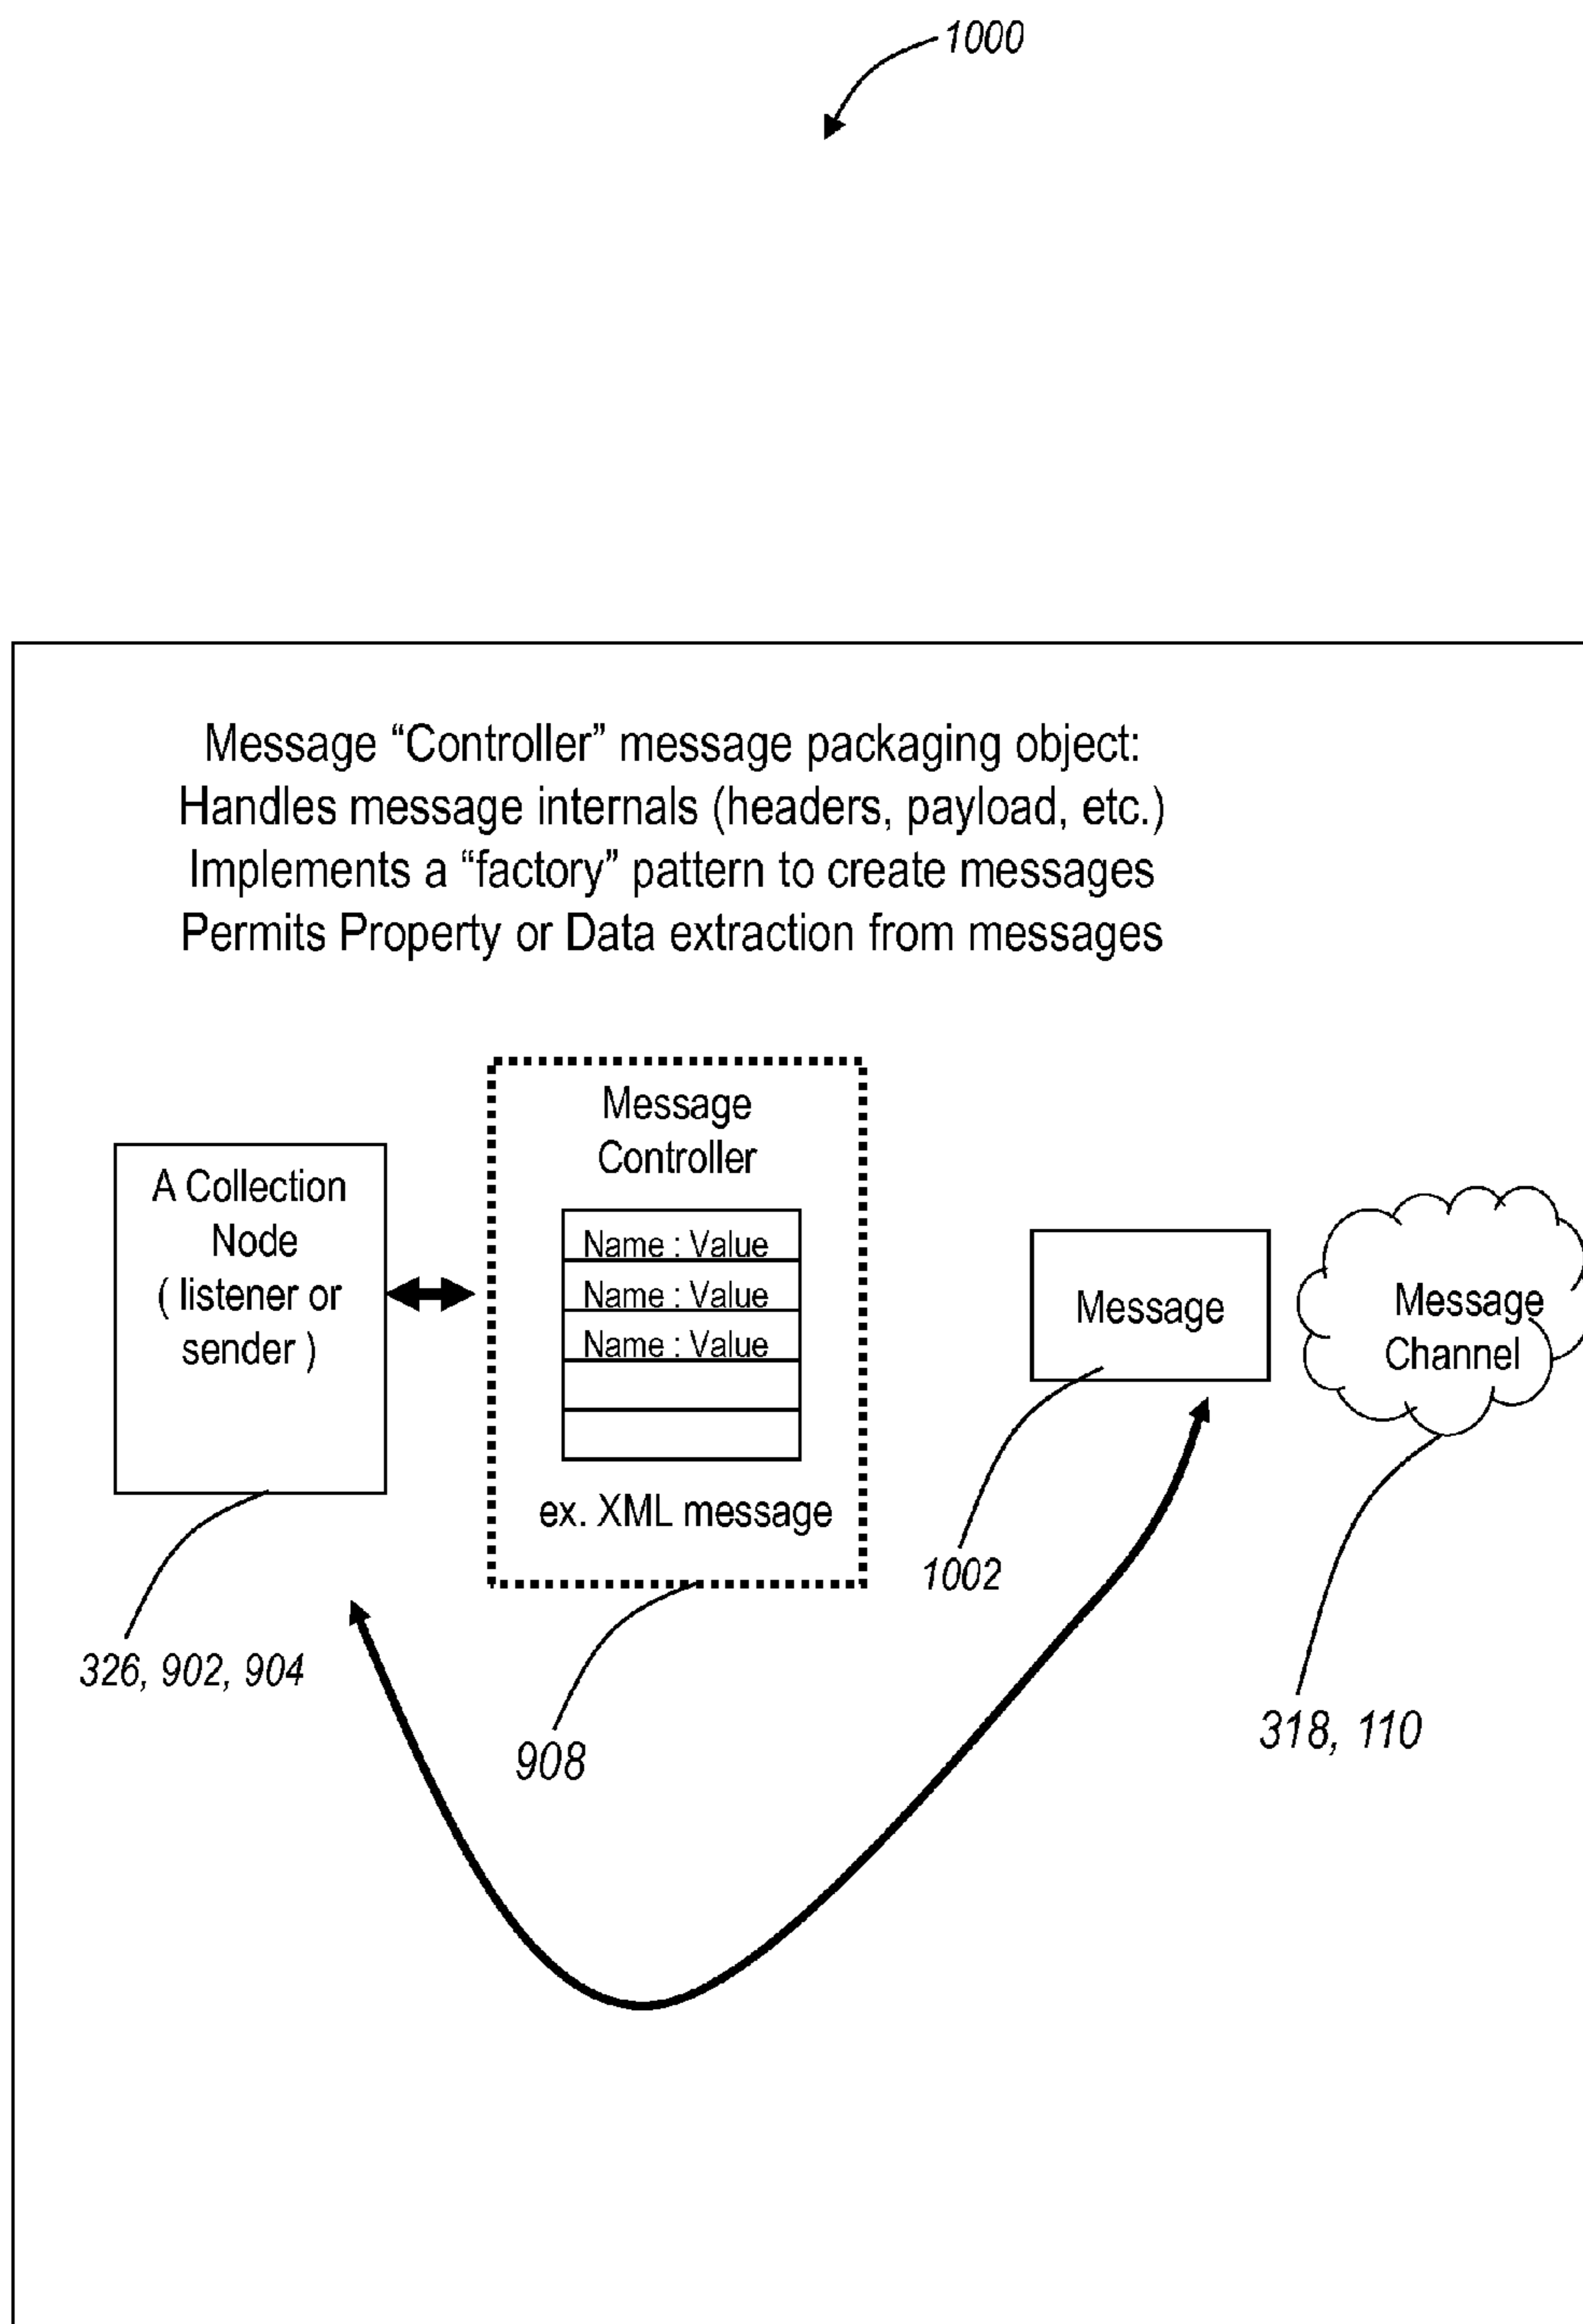 1000
Message “Controller” message packaging object:
Handles message internals (headers, payload, etc.)
Implements a “factory” pattern to create messages
Permits Property or Data extraction from messages
A Collection
Node
( listener or
sender )
326, 902, 904
Message
Controller
Name : Value
Name : Value
Name : Value
ex. XML message
908
Message
1002
Message
Channel
318, 110